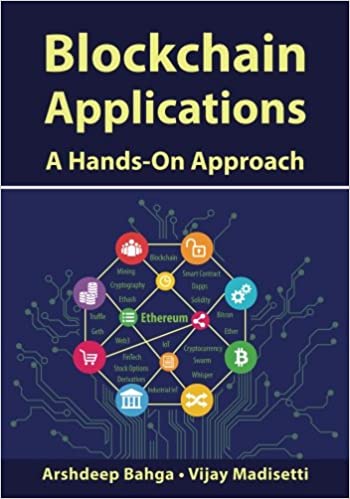 Blockchain
Applications
A Hands-On Approach
Blockchain
Mining
Smart Contract
Cryptography
Dapps
Ethash
Solidity
Truffle
Ethereum
Bitron
Geth
Ether
Web3
IoT
Cryptocurrency
FinTech
Swarm
Stock Options
Whisper
Derivatives
Industrial IoT
Arshdeep Bahga • Vijay Madisetti